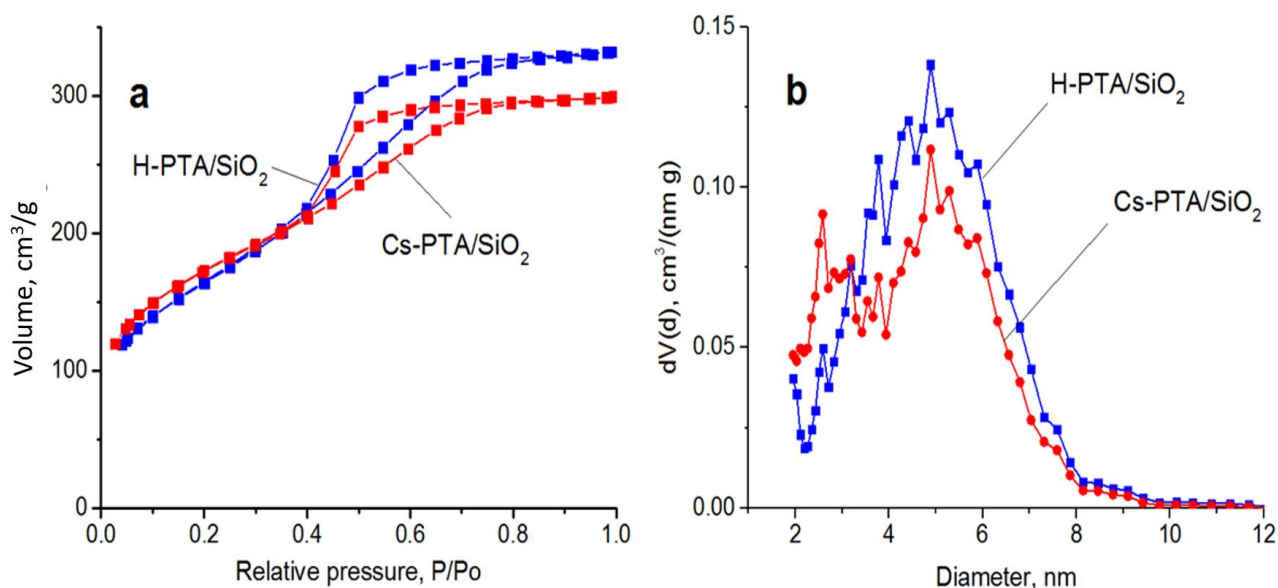 a
300
200
100
0
Volume, cm³/g
H-PTA/SiO₂
Cs-PTA/SiO₂
0.0 0.2 0.4 0.6 0.8 1.0
Relative pressure, P/Po
b
0.15
0.10
0.05
0.00
dV(d), cm³/(nm g)
H-PTA/SiO₂
Cs-PTA/SiO₂
2 4 6 8 10 12
Diameter, nm